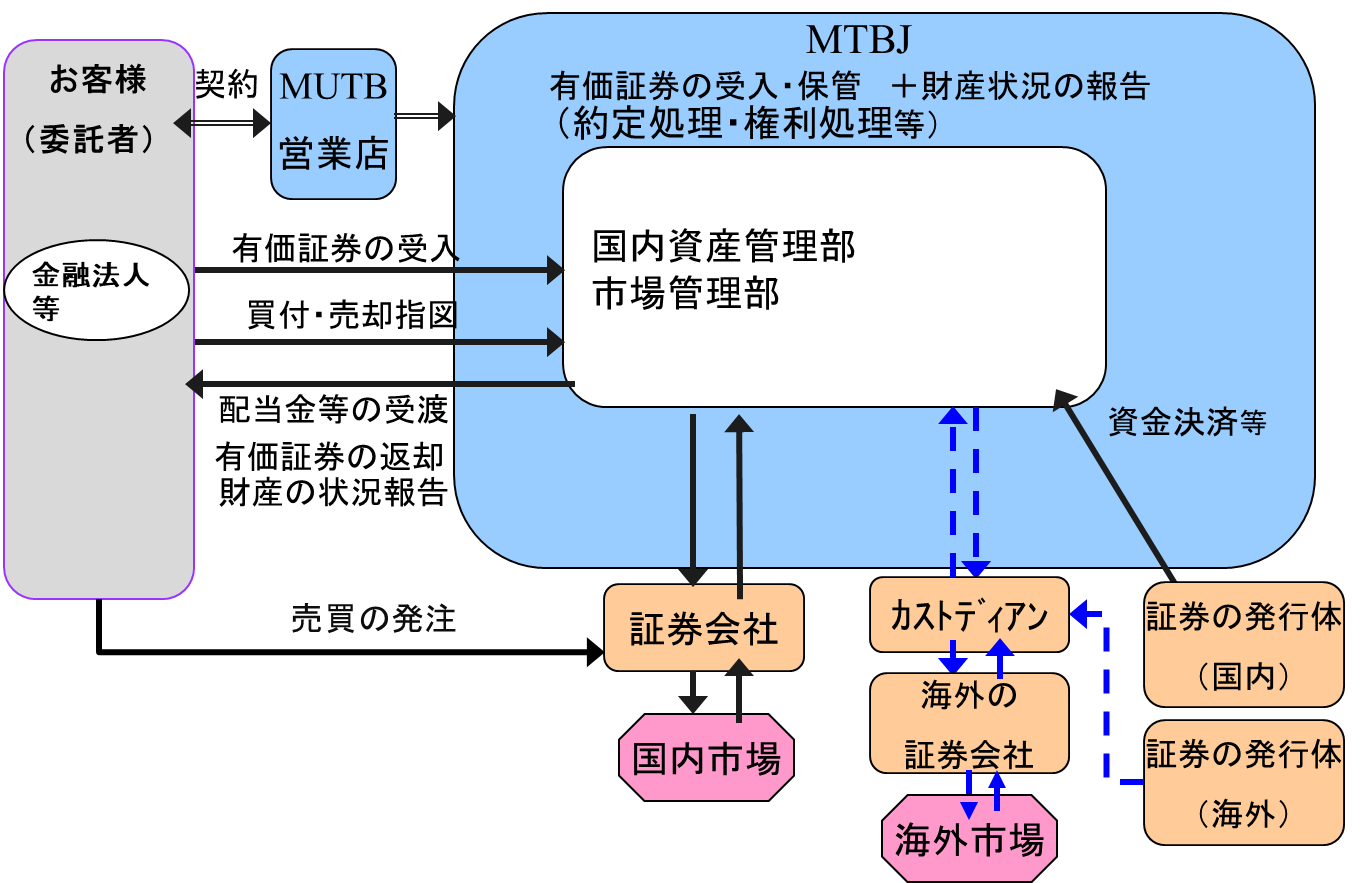 お客様
（委託者）
契約
MUTB
営業店
MTBJ
有価証券の受入・保管　＋財産状況の報告
（約定処理・権利処理等）
金融法人
等
有価証券の受入
買付・売却指図
配当金等の受渡
有価証券の返却
財産の状況報告
国内資産管理部
市場管理部
資金決済等
売買の発注
証券会社
国内市場
ｶｽﾄﾃﾞｨｱﾝ
海外の
証券会社
海外市場
証券の発行体
（国内）
証券の発行体
（海外）